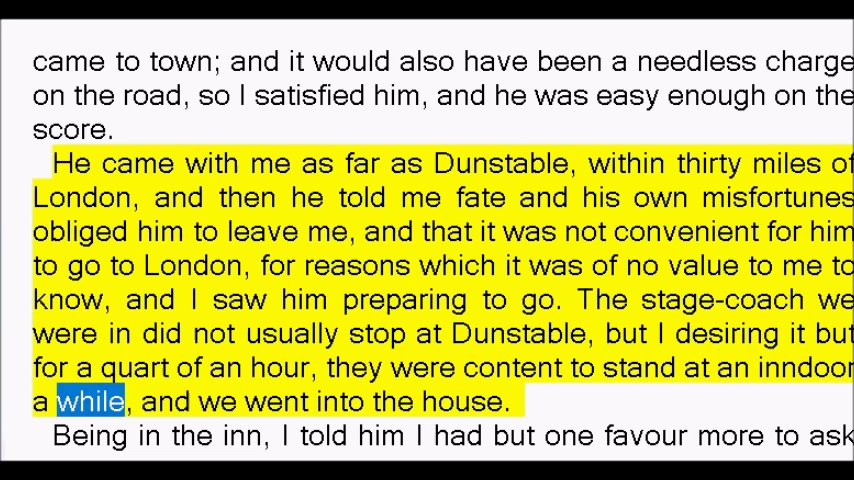 came to town; and it would also have been a needless charge
on the road, so I satisfied him, and he was easy enough on the
score.
He came with me as far as Dunstable, within thirty miles of
London, and then he told me fate and his own misfortunes
obliged him to leave me, and that it was not convenient for him
to go to London, for reasons which it was of no value to me to
know, and I saw him preparing to go. The stage-coach we
were in did not usually stop at Dunstable, but I desiring it but
for a quart of an hour, they were content to stand at an inndoor
a while, and we went into the house.
Being in the inn, I told him I had but one favour more to ask